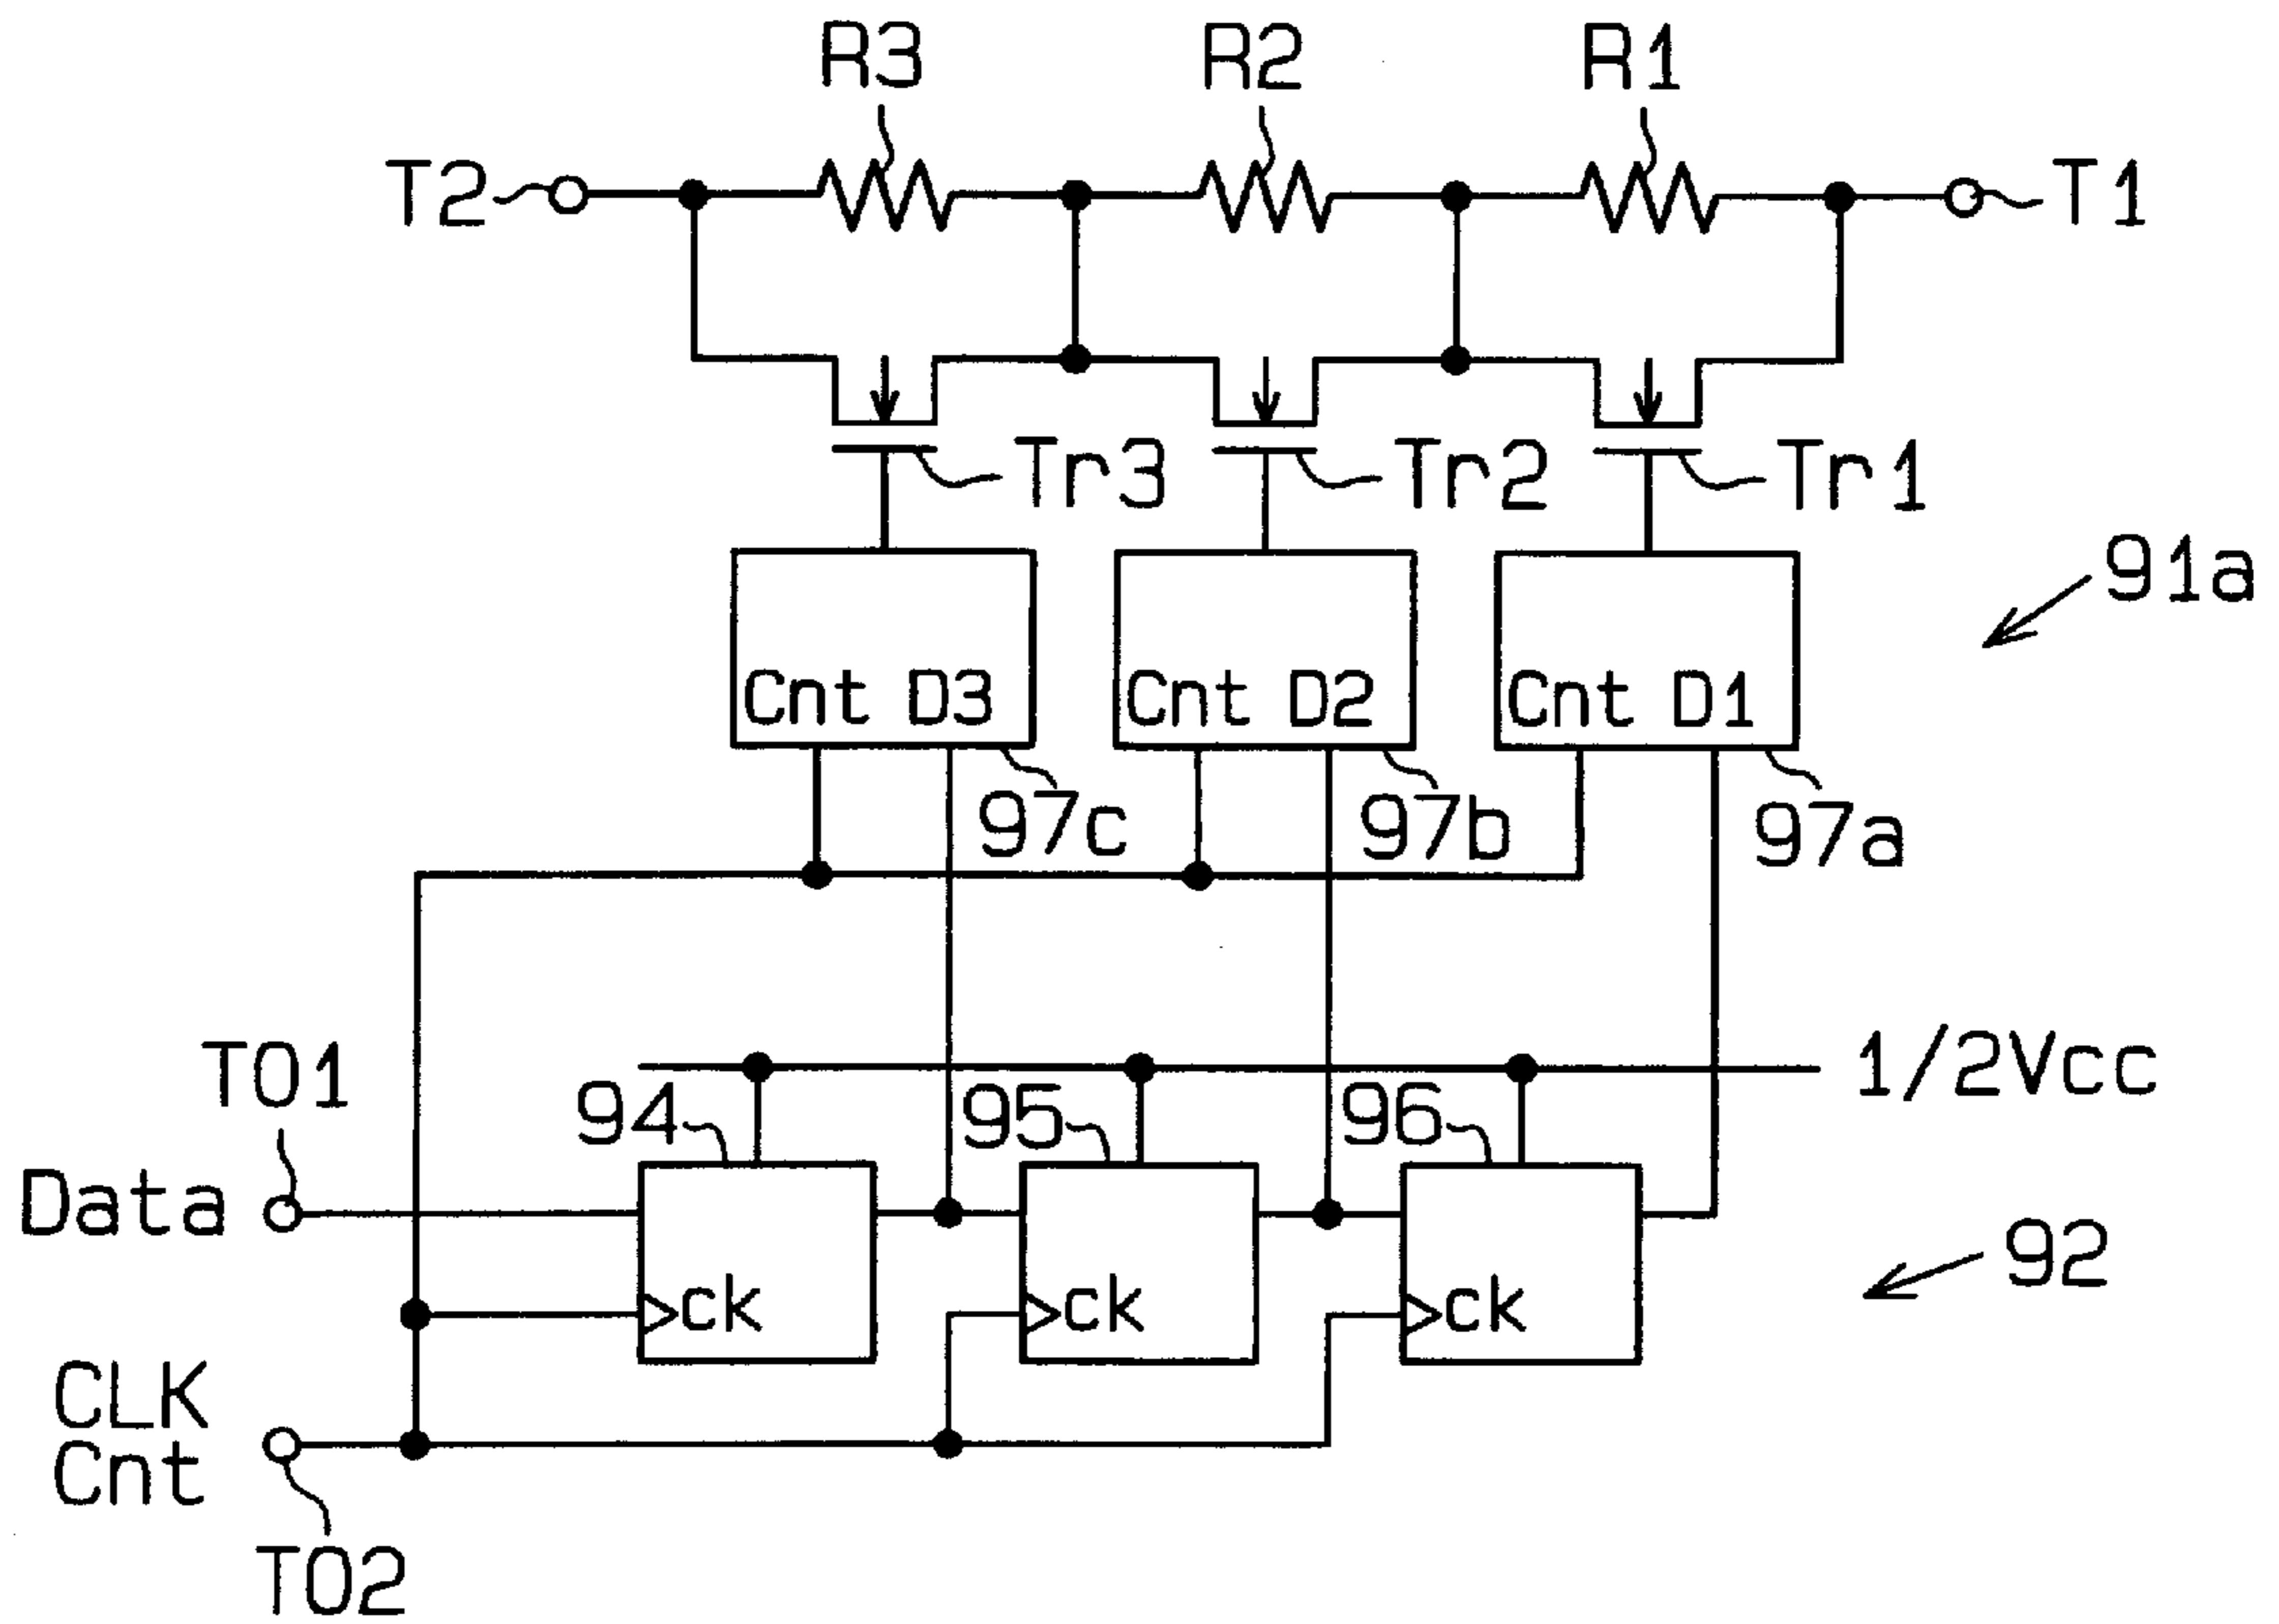 R3 R2 R1
T2 T1
Tr3 Tr2 Tr1
91a
Cnt D3 Cnt D2 Cnt D1
97c 97b 97a
T01 1/2Vcc
94 95 96
Data
92
ck ck ck
CLK
Cnt
T02